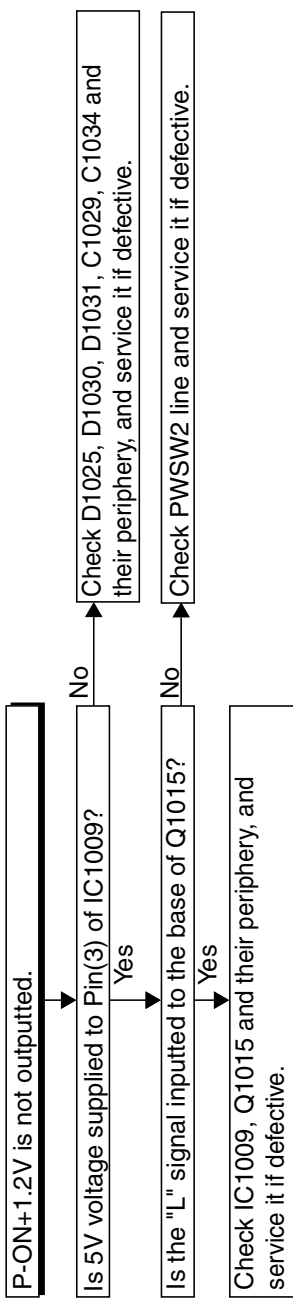 P-ON+1.2V is not outputted.
Is 5V voltage supplied to Pin(3) of IC1009?
No
Check D1025, D1030, D1031, C1029, C1034 and
their periphery, and service it if defective.
Yes
Is the "L" signal inputted to the base of Q1015?
No
Check PWSW2 line and service it if defective.
Yes
Check IC1009, Q1015 and their periphery, and
service it if defective.